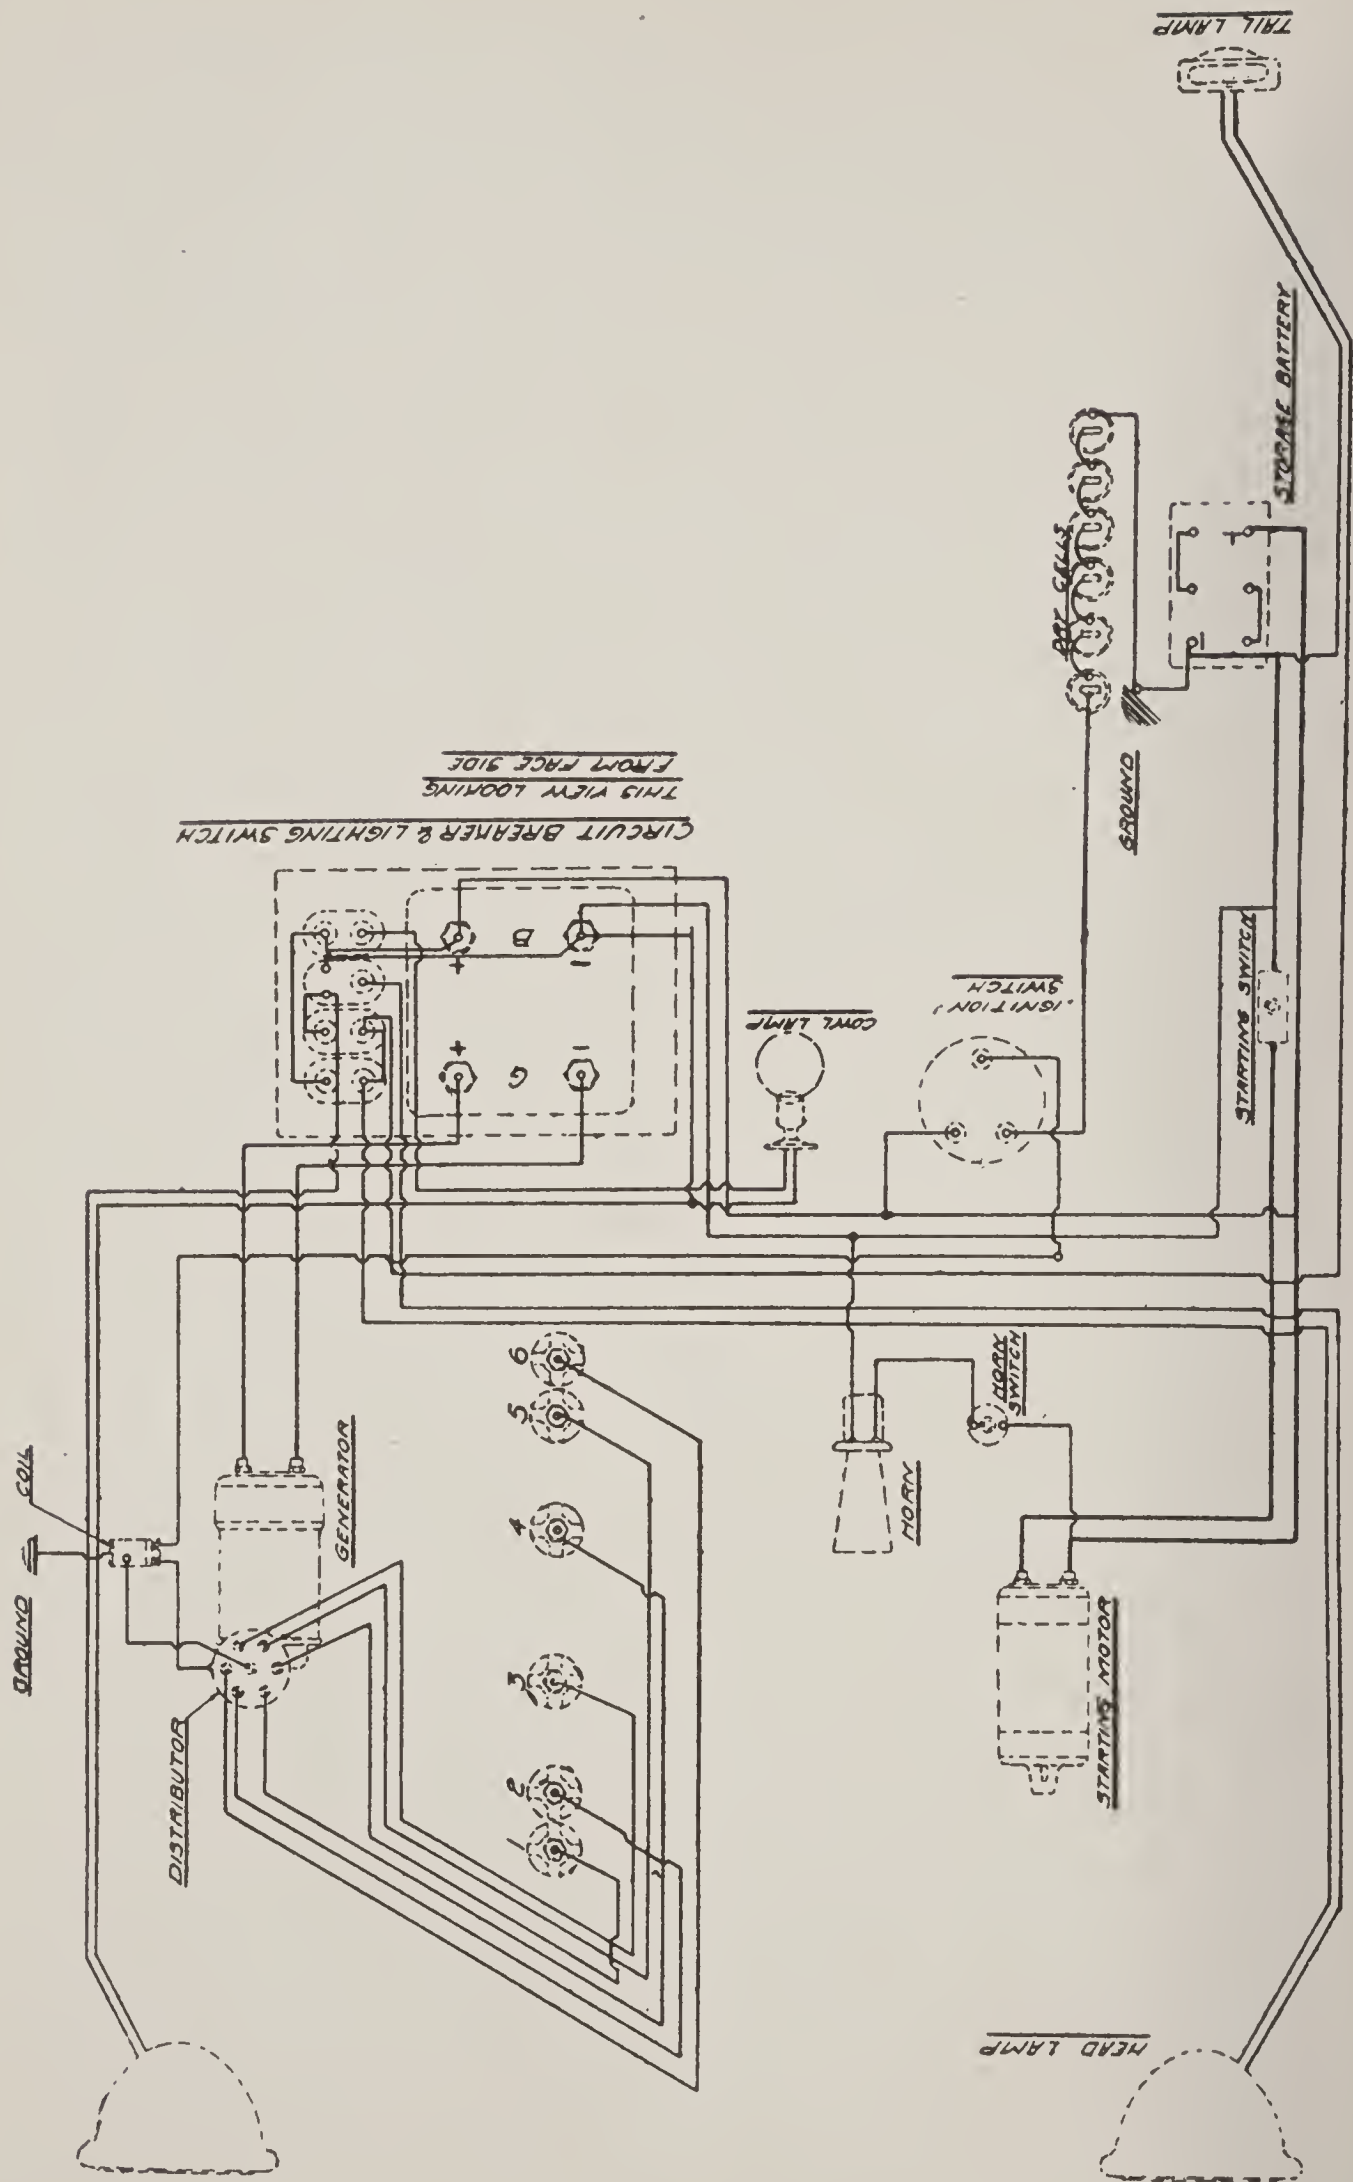 TAIL LAMP
STORAGE BATTERY
DRY CELLS
GROUND
CIRCUIT BREAKER & LIGHTING SWITCH
THIS VIEW LOOKING
FROM FACE SIDE
+
B
-
+
G
-
COWL LAMP
IGNITION
SWITCH
STARTING SWITCH
+
-
HORN
SWITCH
HORN
STARTING MOTOR
GENERATOR
COIL
GROUND
DISTRIBUTOR
1
2
3
4
5
6
HEAD LAMP